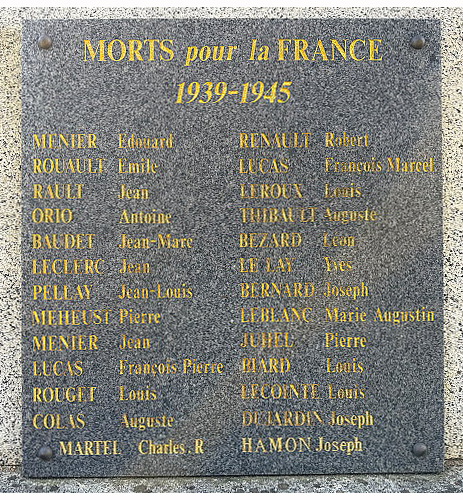 MORTS pour la FRANCE
1939-1945
MENIER Edouard
ROUAULT Emile
RAULT Jean
ORIO Antoine
BAUDET Jean-Marc
LECLERC Jean
PELLAY Jean-Louis
MEHEUST Pierre
MENIER Jean
LUCAS Francois Pierre
ROUGET Louis
COLAS Auguste
MARTEL Charles.R
RENAULT Robert
LUCAS Francois Marcel
LEROUX Louis
THIBAULT Auguste
BEZARD Léon
LE LAY Yves
BERNARD Joseph
LEBLANC Marie Augustin
JUHEL Pierre
BIARD Louis
LECOINTE Louis
DEJARDIN Joseph
HAMON Joseph